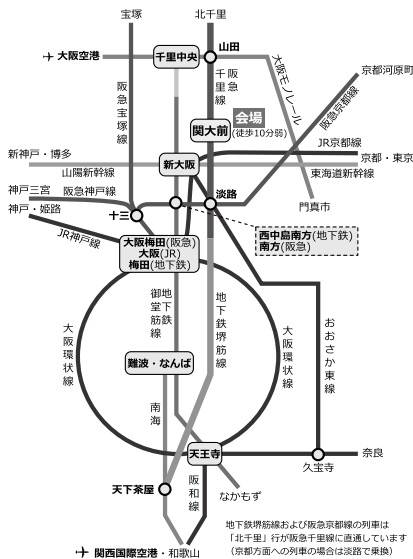 宝塚
北千里
大阪空港
千里中央
山田
京都河原町
阪急宝塚線
阪急
千里線
大阪モノレール
阪急京都線
会場
(徒歩10分弱)
関大前
JR京都線
新神戸・博多
新大阪
京都・東京
山陽新幹線
東海道新幹線
神戸三宮
阪急神戸線
淡路
神戸・姫路
十三
門真市
JR神戸線
西中島南方(地下鉄)
南方(阪急)
大阪梅田(阪急)
大阪(JR)
梅田(地下鉄)
地下鉄
御堂筋線
地下鉄堺筋線
大阪環状線
大阪環状線
おおさか東線
難波・なんば
南海
天王寺
奈良
久宝寺
天下茶屋
阪和線
なかもず
地下鉄堺筋線および阪急京都線の列車は
「北千里」行が阪急千里線に直通しています
(京都方面への列車の場合は淡路で乗換)
関西国際空港・和歌山